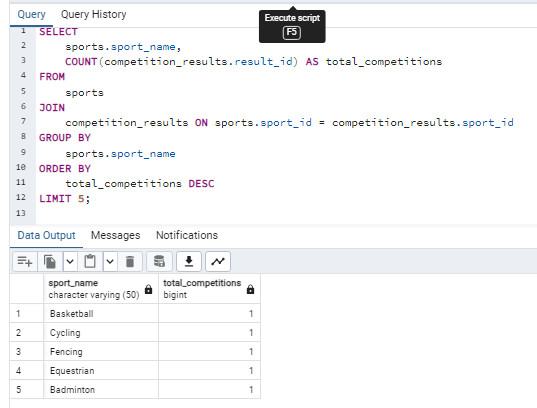 Query Query History
Execute script
F5
1 SELECT
2 sports.sport_name,
3 COUNT(competition_results.result_id) AS total_competitions
4 FROM
5 sports
6 JOIN
7 competition_results ON sports.sport_id = competition_results.sport_id
8 GROUP BY
9 sports.sport_name
10 ORDER BY
11 total_competitions DESC
12 LIMIT 5;
13
Data Output Messages Notifications
sport_name total_competitions
character varying (50) bigint
1 Basketball 1
2 Cycling 1
3 Fencing 1
4 Equestrian 1
5 Badminton 1